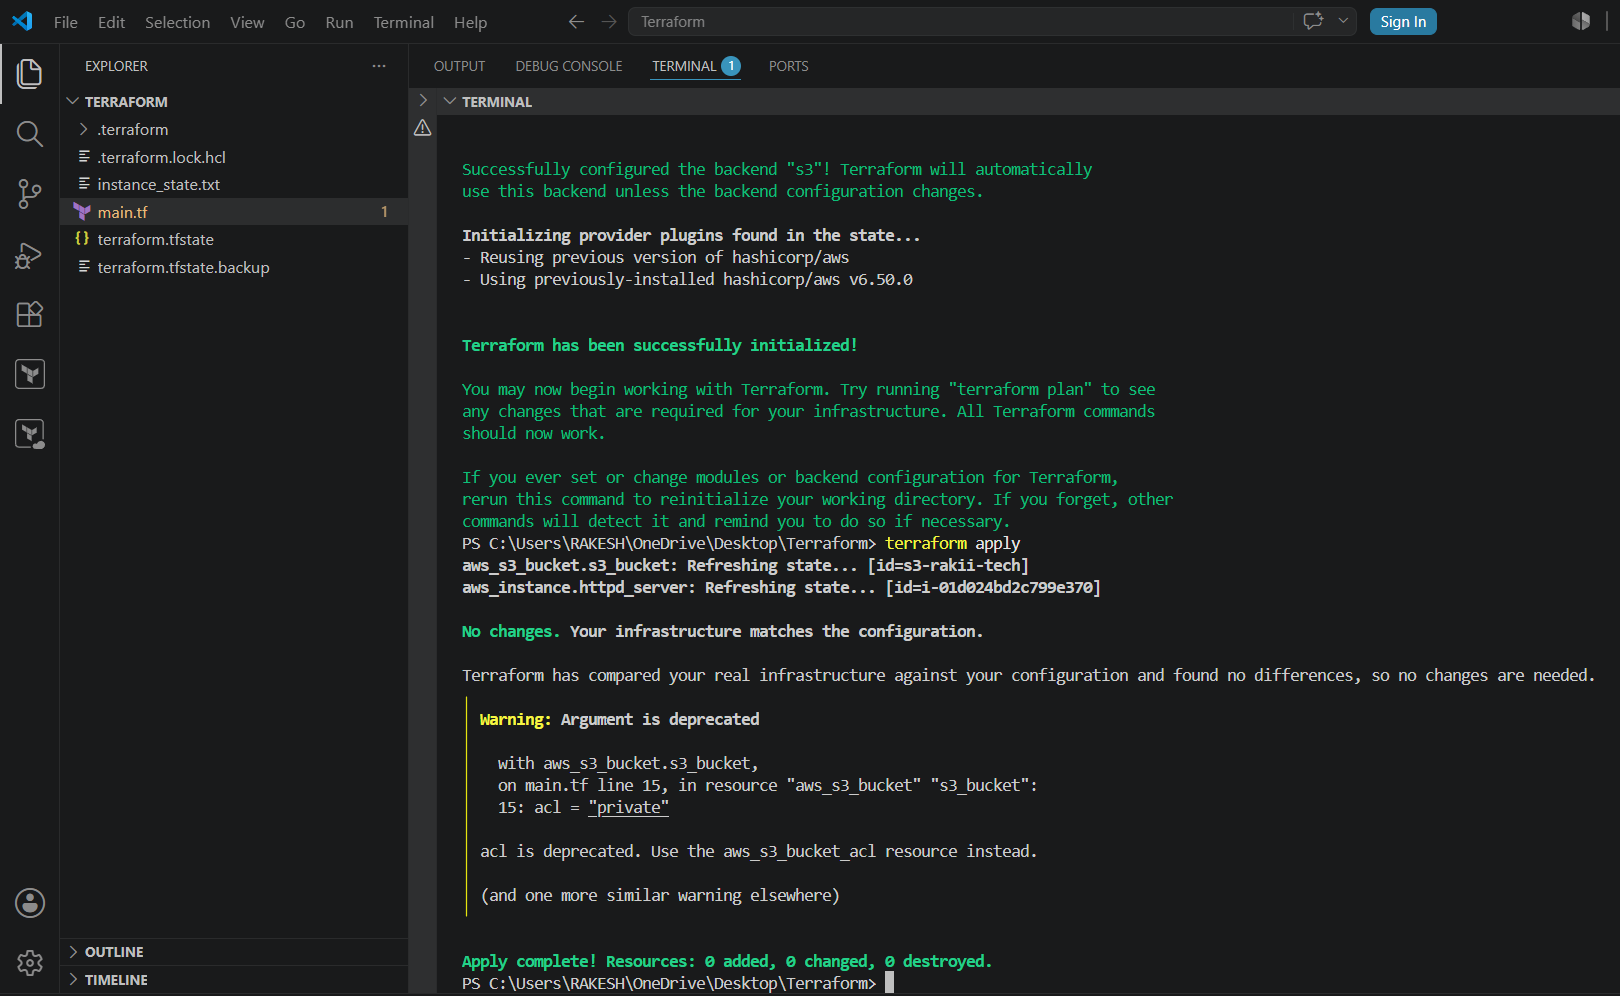 File Edit Selection View Go Run Terminal Help
Terraform
Sign In
EXPLORER
TERRAFORM
.terraform
.terraform.lock.hcl
instance_state.txt
main.tf 1
terraform.tfstate
terraform.tfstate.backup
OUTLINE
TIMELINE
OUTPUT DEBUG CONSOLE TERMINAL 1 PORTS
TERMINAL
Successfully configured the backend "s3"! Terraform will automatically
use this backend unless the backend configuration changes.
Initializing provider plugins found in the state...
- Reusing previous version of hashicorp/aws
- Using previously-installed hashicorp/aws v6.50.0
Terraform has been successfully initialized!
You may now begin working with Terraform. Try running "terraform plan" to see
any changes that are required for your infrastructure. All Terraform commands
should now work.
If you ever set or change modules or backend configuration for Terraform,
rerun this command to reinitialize your working directory. If you forget, other
commands will detect it and remind you to do so if necessary.
PS C:\Users\RAKESH\OneDrive\Desktop\Terraform> terraform apply
aws_s3_bucket.s3_bucket: Refreshing state... [id=s3-rakii-tech]
aws_instance.httpd_server: Refreshing state... [id=i-01d024bd2c799e370]
No changes. Your infrastructure matches the configuration.
Terraform has compared your real infrastructure against your configuration and found no differences, so no changes are needed.
Warning: Argument is deprecated
with aws_s3_bucket.s3_bucket,
on main.tf line 15, in resource "aws_s3_bucket" "s3_bucket":
15: acl = "private"
acl is deprecated. Use the aws_s3_bucket_acl resource instead.
(and one more similar warning elsewhere)
Apply complete! Resources: 0 added, 0 changed, 0 destroyed.
PS C:\Users\RAKESH\OneDrive\Desktop\Terraform>